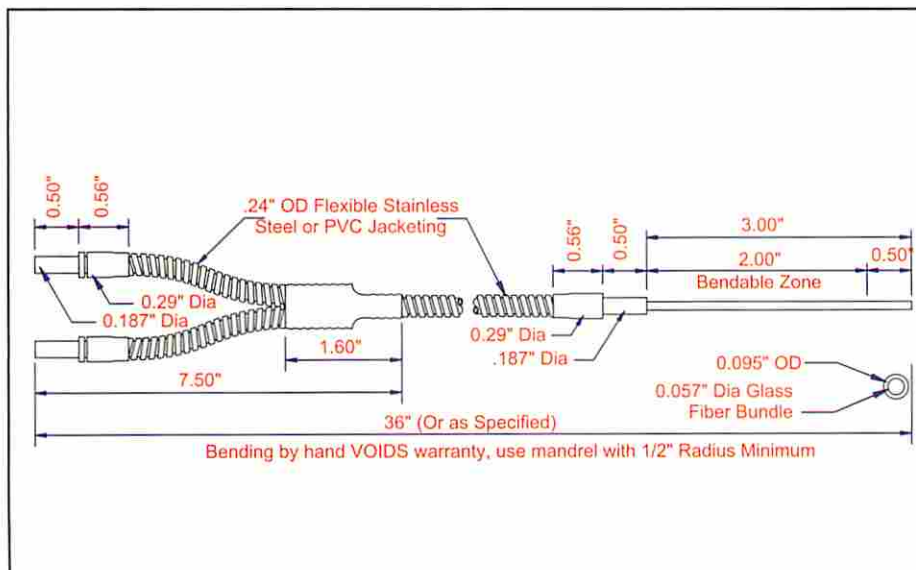 0.50"
0.56"
.24" OD Flexible Stainless
Steel or PVC Jacketing
0.56"
0.50"
3.00"
2.00"
0.50"
Bendable Zone
0.29" Dia
0.187" Dia
0.29" Dia
.187" Dia
1.60"
7.50"
0.095" OD
0.057" Dia Glass
Fiber Bundle
36" (Or as Specified)
Bending by hand VOIDS warranty, use mandrel with 1/2" Radius Minimum